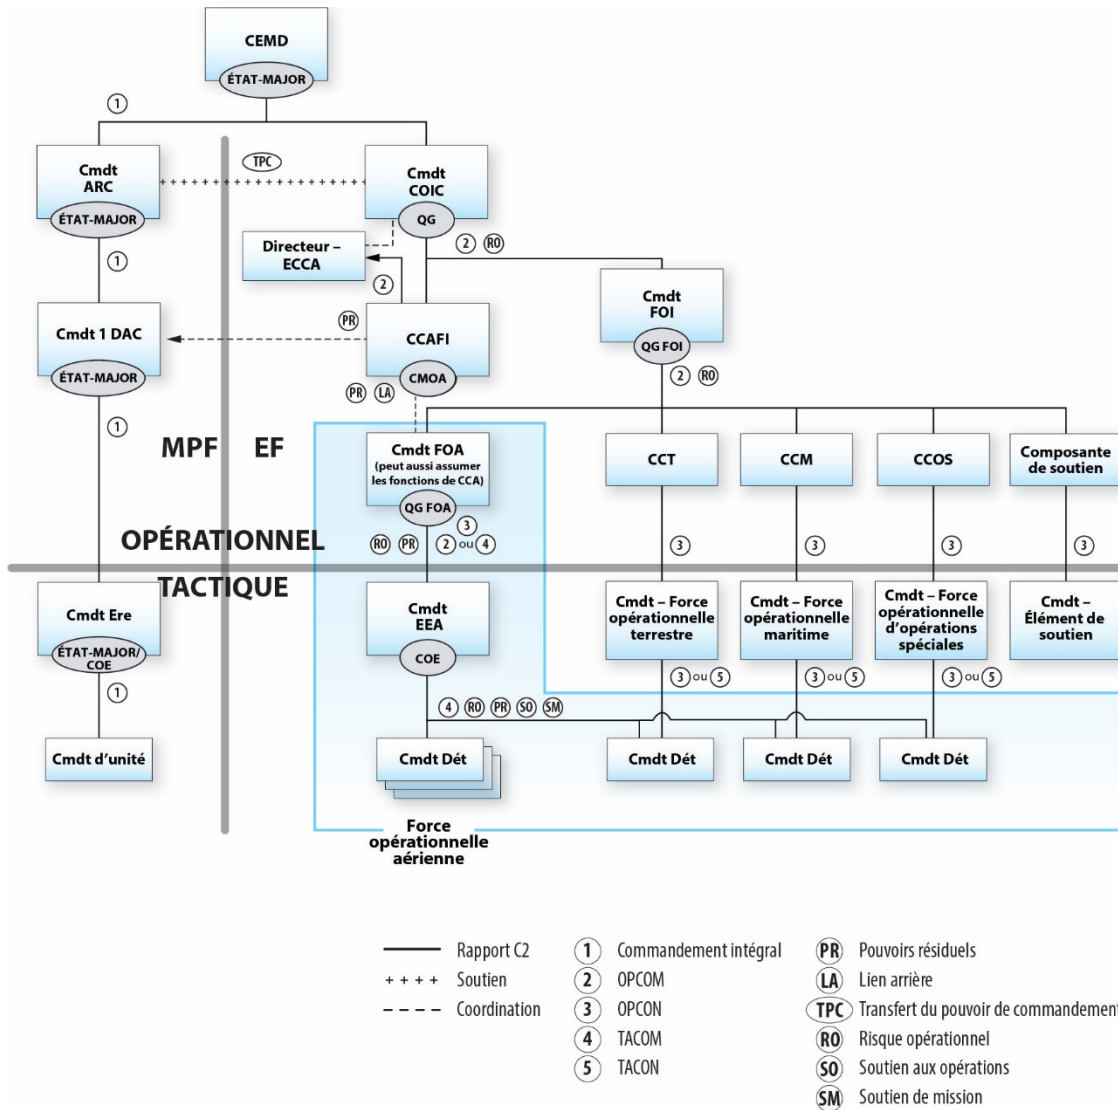 CEMD
ÉTAT-MAJOR
1
Cmdt
ARC
ÉTAT-MAJOR
TPC
Cmdt
COIC
QG
1
Directeur –
ECCA
2
2 RO
Cmdt
FOI
QG FOI
2 RO
Cmdt 1 DAC
ÉTAT-MAJOR
PR
CCAFI
CMOA
PR LA
1
MPF EF
Cmdt FOA
(peut aussi assumer
les fonctions de CCA)
QG FOA
CCT
CCM
CCOS
Composante
de soutien
OPÉRATIONNEL
RO PR
3
2 ou 4
3
3
3
3
TACTIQUE
Cmdt Ere
ÉTAT-MAJOR/
COE
1
Cmdt
EEA
COE
Cmdt – Force
opérationnelle
terrestre
Cmdt – Force
opérationnelle
maritime
Cmdt – Force
opérationnelle
d’opérations
spéciales
Cmdt –
Élément de
soutien
3 ou 5
3 ou 5
3 ou 5
4 RO PR SO SM
Cmdt d’unité
Cmdt Dét
Cmdt Dét
Cmdt Dét
Cmdt Dét
Force
opérationnelle
aérienne
Rapport C2
Soutien
Coordination
1 Commandement intégral
2 OPCOM
3 OPCON
4 TACOM
5 TACON
PR Pouvoirs résiduels
LA Lien arrière
TPC Transfert du pouvoir de commandement
RO Risque opérationnel
SO Soutien aux opérations
SM Soutien de mission